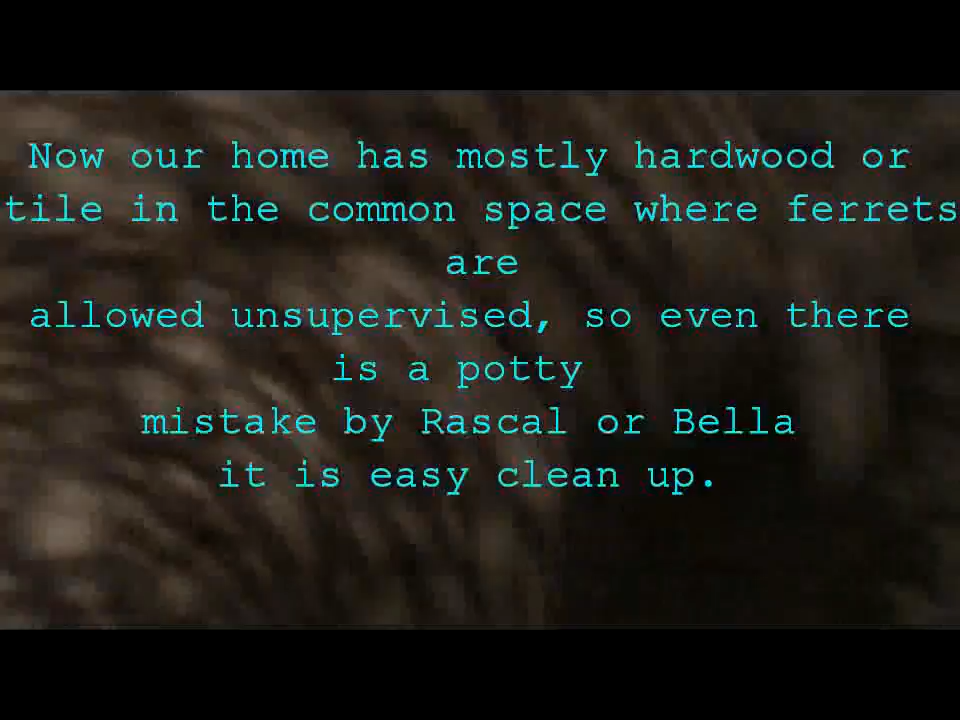 Now our home has mostly hardwood or
tile in the common space where ferrets
are
allowed unsupervised, so even there
is a potty
mistake by Rascal or Bella
it is easy clean up.